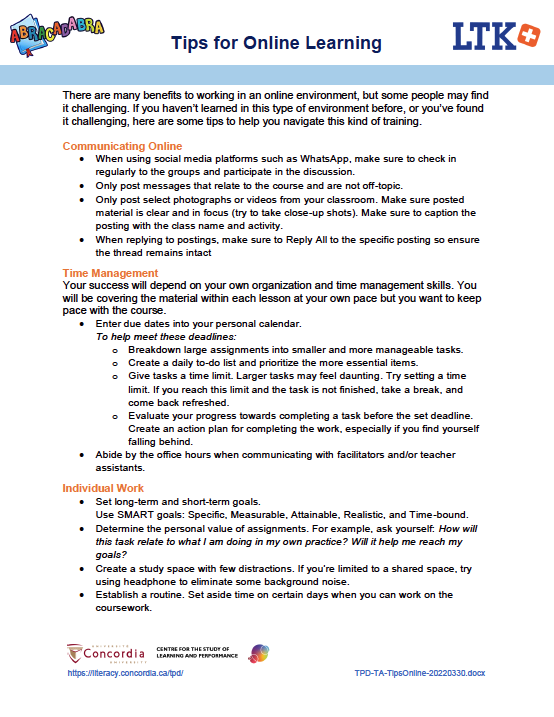 ABRACADABRA
LTK+
Tips for Online Learning
There are many benefits to working in an online environment, but some people may find
it challenging. If you haven't learned in this type of environment before, or you've found
it challenging, here are some tips to help you navigate this kind of training.
Communicating Online
• When using social media platforms such as WhatsApp, make sure to check in
regularly to the groups and participate in the discussion.
• Only post messages that relate to the course and are not off-topic.
• Only post select photographs or videos from your classroom. Make sure posted
material is clear and in focus (try to take close-up shots). Make sure to caption the
posting with the class name and activity.
• When replying to postings, make sure to Reply All to the specific posting so ensure
the thread remains intact
Time Management
Your success will depend on your own organization and time management skills. You
will be covering the material within each lesson at your own pace but you want to keep
pace with the course.
• Enter due dates into your personal calendar.
To help meet these deadlines:
o Breakdown large assignments into smaller and more manageable tasks.
o Create a daily to-do list and prioritize the more essential items.
o Give tasks a time limit. Larger tasks may feel daunting. Try setting a time
limit. If you reach this limit and the task is not finished, take a break, and
come back refreshed.
o Evaluate your progress towards completing a task before the set deadline.
Create an action plan for completing the work, especially if you find yourself
falling behind.
• Abide by the office hours when communicating with facilitators and/or teacher
assistants.
Individual Work
• Set long-term and short-term goals.
Use SMART goals: Specific, Measurable, Attainable, Realistic, and Time-bound.
• Determine the personal value of assignments. For example, ask yourself: How will
this task relate to what I am doing in my own practice? Will it help me reach my
goals?
• Create a study space with few distractions. If you're limited to a shared space, try
using headphone to eliminate some background noise.
• Establish a routine. Set aside time on certain days when you can work on the
coursework.
UNIVERSITÉ
Concordia
UNIVERSITY
CENTRE FOR THE STUDY OF
LEARNING AND PERFORMANCE
https://literacy.concordia.ca/tpd/
TPD-TA-TipsOnline-20220330.docx